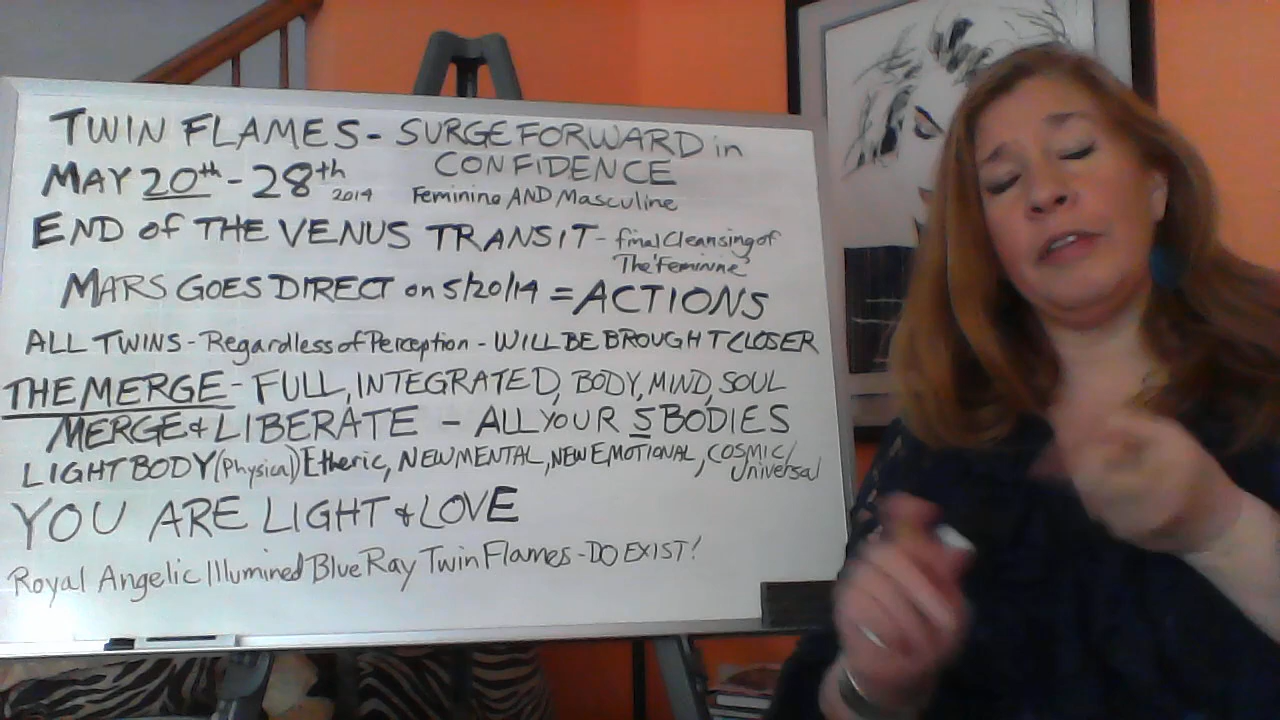 TWIN FLAMES - SURGE FORWARD in
CONFIDENCE
MAY 20th - 28th 2014
Feminine AND Masculine
END of THE VENUS TRANSIT - final Cleansing of
The 'Feminine'
MARS GOES DIRECT on 5/20/14 = ACTIONS
ALL TWINS - Regardless of Perception - WILL BE BROUGHT CLOSER
THE MERGE - FULL, INTEGRATED, BODY, MIND, SOUL
MERGE & LIBERATE - ALL YOUR 5 BODIES
LIGHT BODY (Physical) Etheric, NEW MENTAL, NEW EMOTIONAL, COSMIC/
Universal
YOU ARE LIGHT & LOVE
Royal Angelic Illumined Blue Ray Twin Flames - DO EXIST!